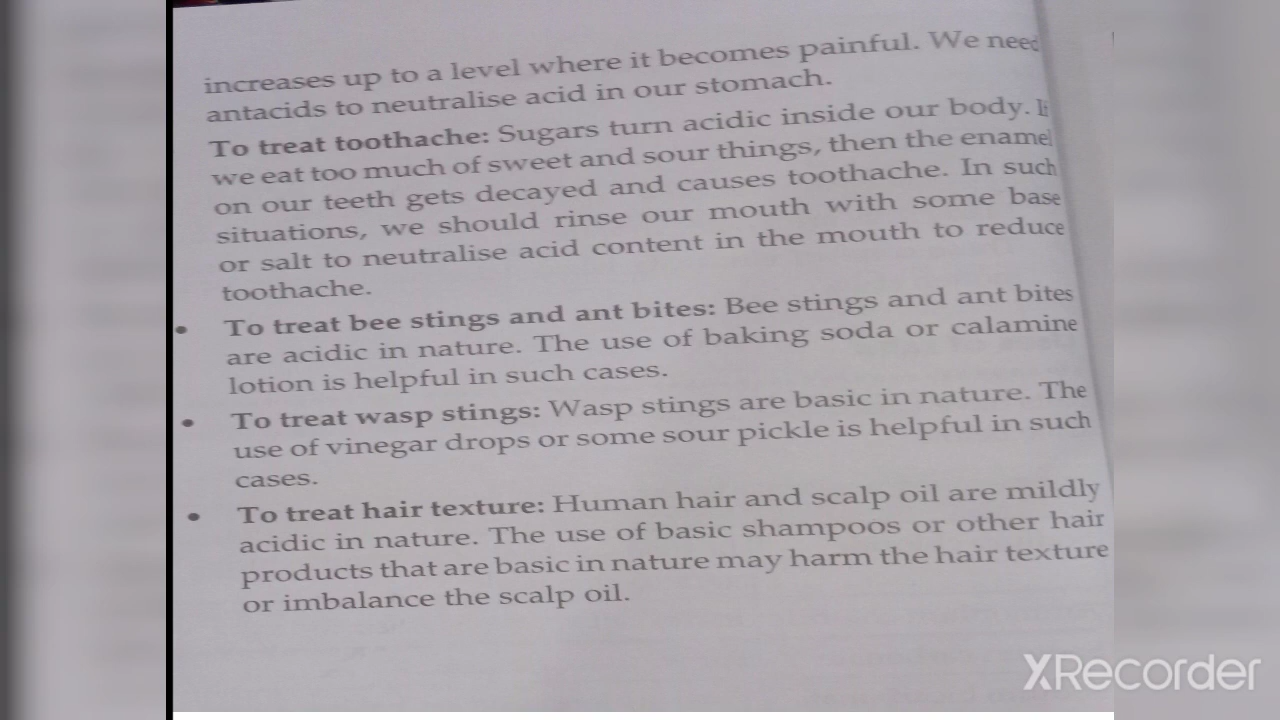 increases up to a level where it becomes painful. We need
antacids to neutralise acid in our stomach.
To treat toothache: Sugars turn acidic inside our body. If
we eat too much of sweet and sour things, then the enamel
on our teeth gets decayed and causes toothache. In such
situations, we should rinse our mouth with some base
or salt to neutralise acid content in the mouth to reduce
toothache.
• To treat bee stings and ant bites: Bee stings and ant bites
are acidic in nature. The use of baking soda or calamine
lotion is helpful in such cases.
• To treat wasp stings: Wasp stings are basic in nature. The
use of vinegar drops or some sour pickle is helpful in such
cases.
• To treat hair texture: Human hair and scalp oil are mildly
acidic in nature. The use of basic shampoos or other hair
products that are basic in nature may harm the hair texture
or imbalance the scalp oil.
XRecorder